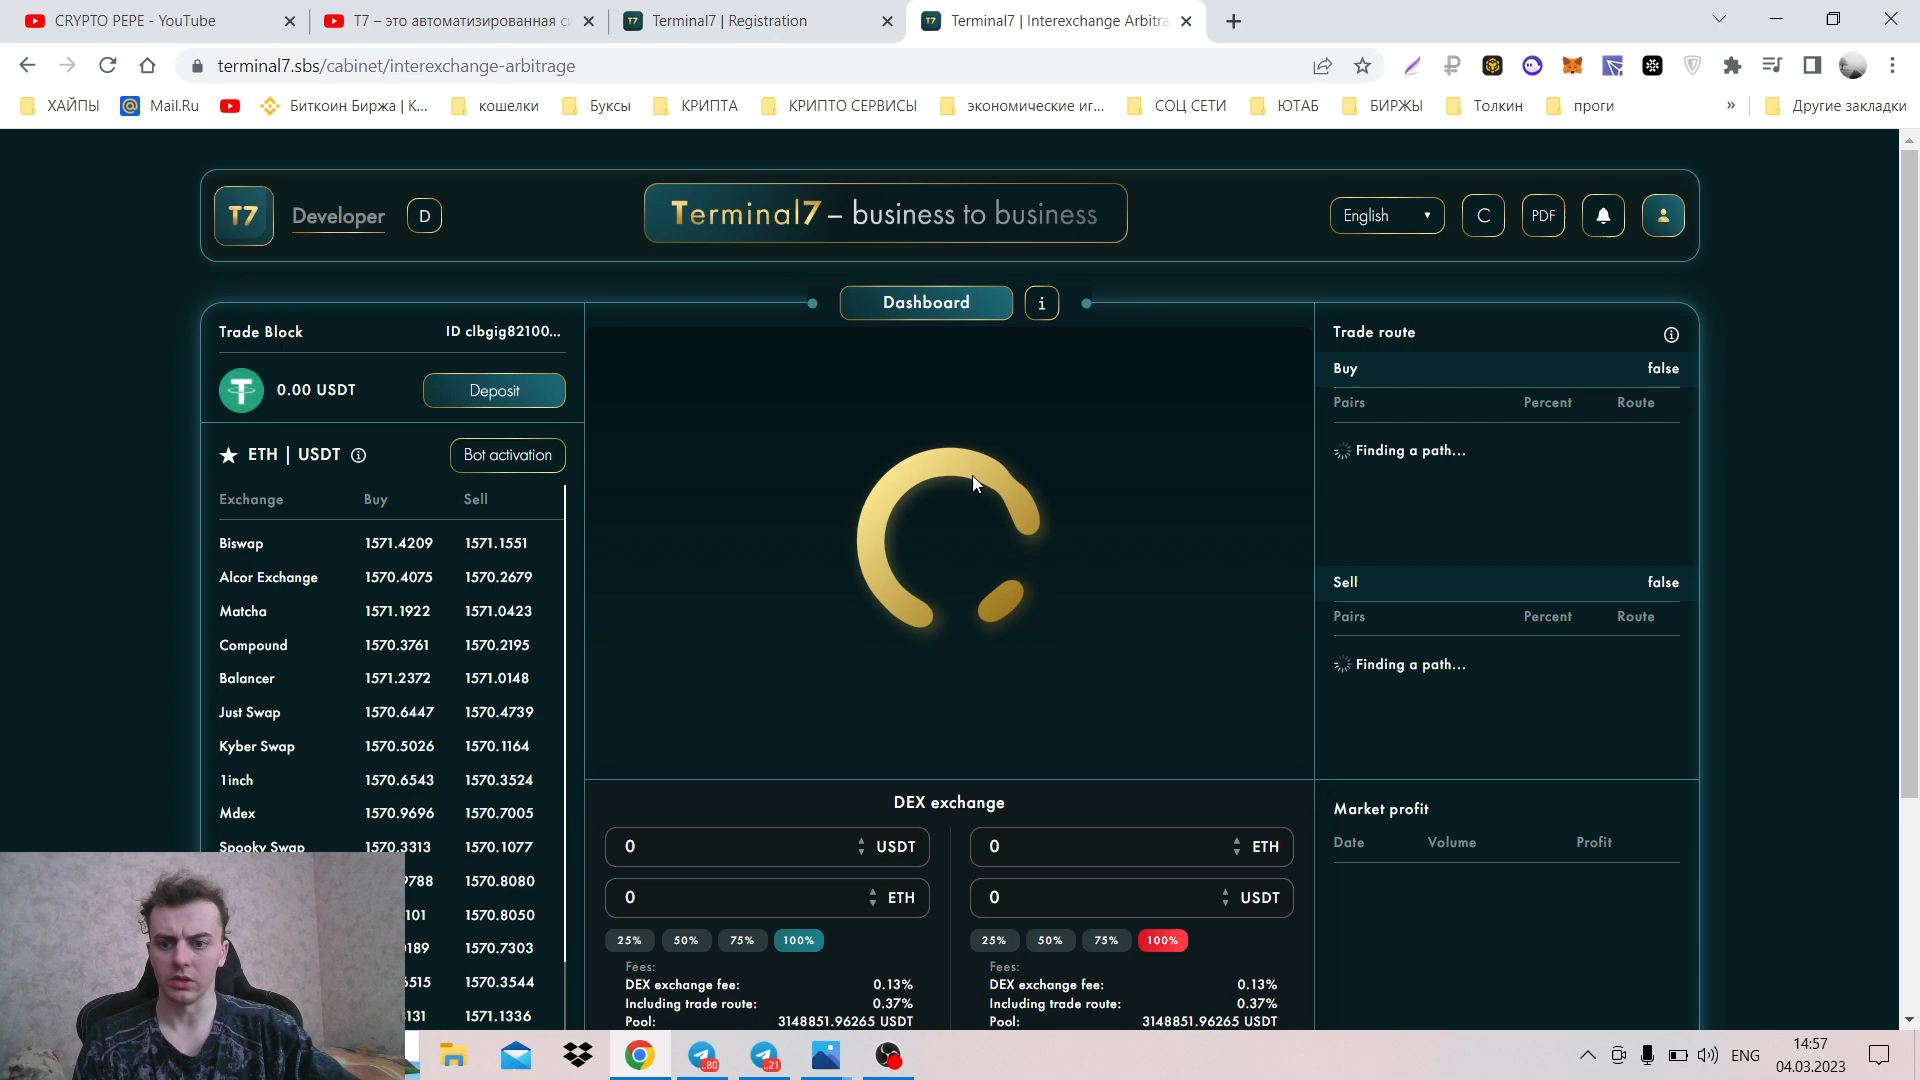 CRYPTO PEPE - YouTube
T7 – это автоматизированная
Terminal7 | Registration
Terminal7 | Interexchange Arbitra
terminal7.sbs/cabinet/interexchange-arbitrage
ХАЙПЫ
Mail.Ru
Биткоин Биржа | К...
кошелки
Буксы
КРИПТА
КРИПТО СЕРВИСЫ
экономические иг...
СОЦ СЕТИ
ЮТАБ
БИРЖЫ
Толкин
проги
»
Другие закладки
T7
Developer
D
Terminal7 – business to business
English
C
PDF
Dashboard
i
Trade Block
ID clbgig82100...
0.00 USDT
Deposit
ETH | USDT
Bot activation
Exchange Buy Sell
Biswap 1571.4209 1571.1551
Alcor Exchange 1570.4075 1570.2679
Matcha 1571.1922 1571.0423
Compound 1570.3761 1570.2195
Balancer 1571.2372 1571.0148
Just Swap 1570.6447 1570.4739
Kyber Swap 1570.5026 1570.1164
1inch 1570.6543 1570.3524
Mdex 1570.9696 1570.7005
Spooky Swap 1570.3313 1570.1077
9788 1570.8080
101 1570.8050
189 1570.7303
5515 1570.3544
131 1571.1336
DEX exchange
0 USDT
0 ETH
25% 50% 75% 100%
Fees:
DEX exchange fee: 0.13%
Including trade route: 0.37%
Pool: 3148851.96265 USDT
0 ETH
0 USDT
25% 50% 75% 100%
Fees:
DEX exchange fee: 0.13%
Including trade route: 0.37%
Pool: 3148851.96265 USDT
Trade route
Buy false
Pairs Percent Route
Finding a path...
Sell false
Pairs Percent Route
Finding a path...
Market profit
Date Volume Profit
80
21
ENG
14:57
04.03.2023